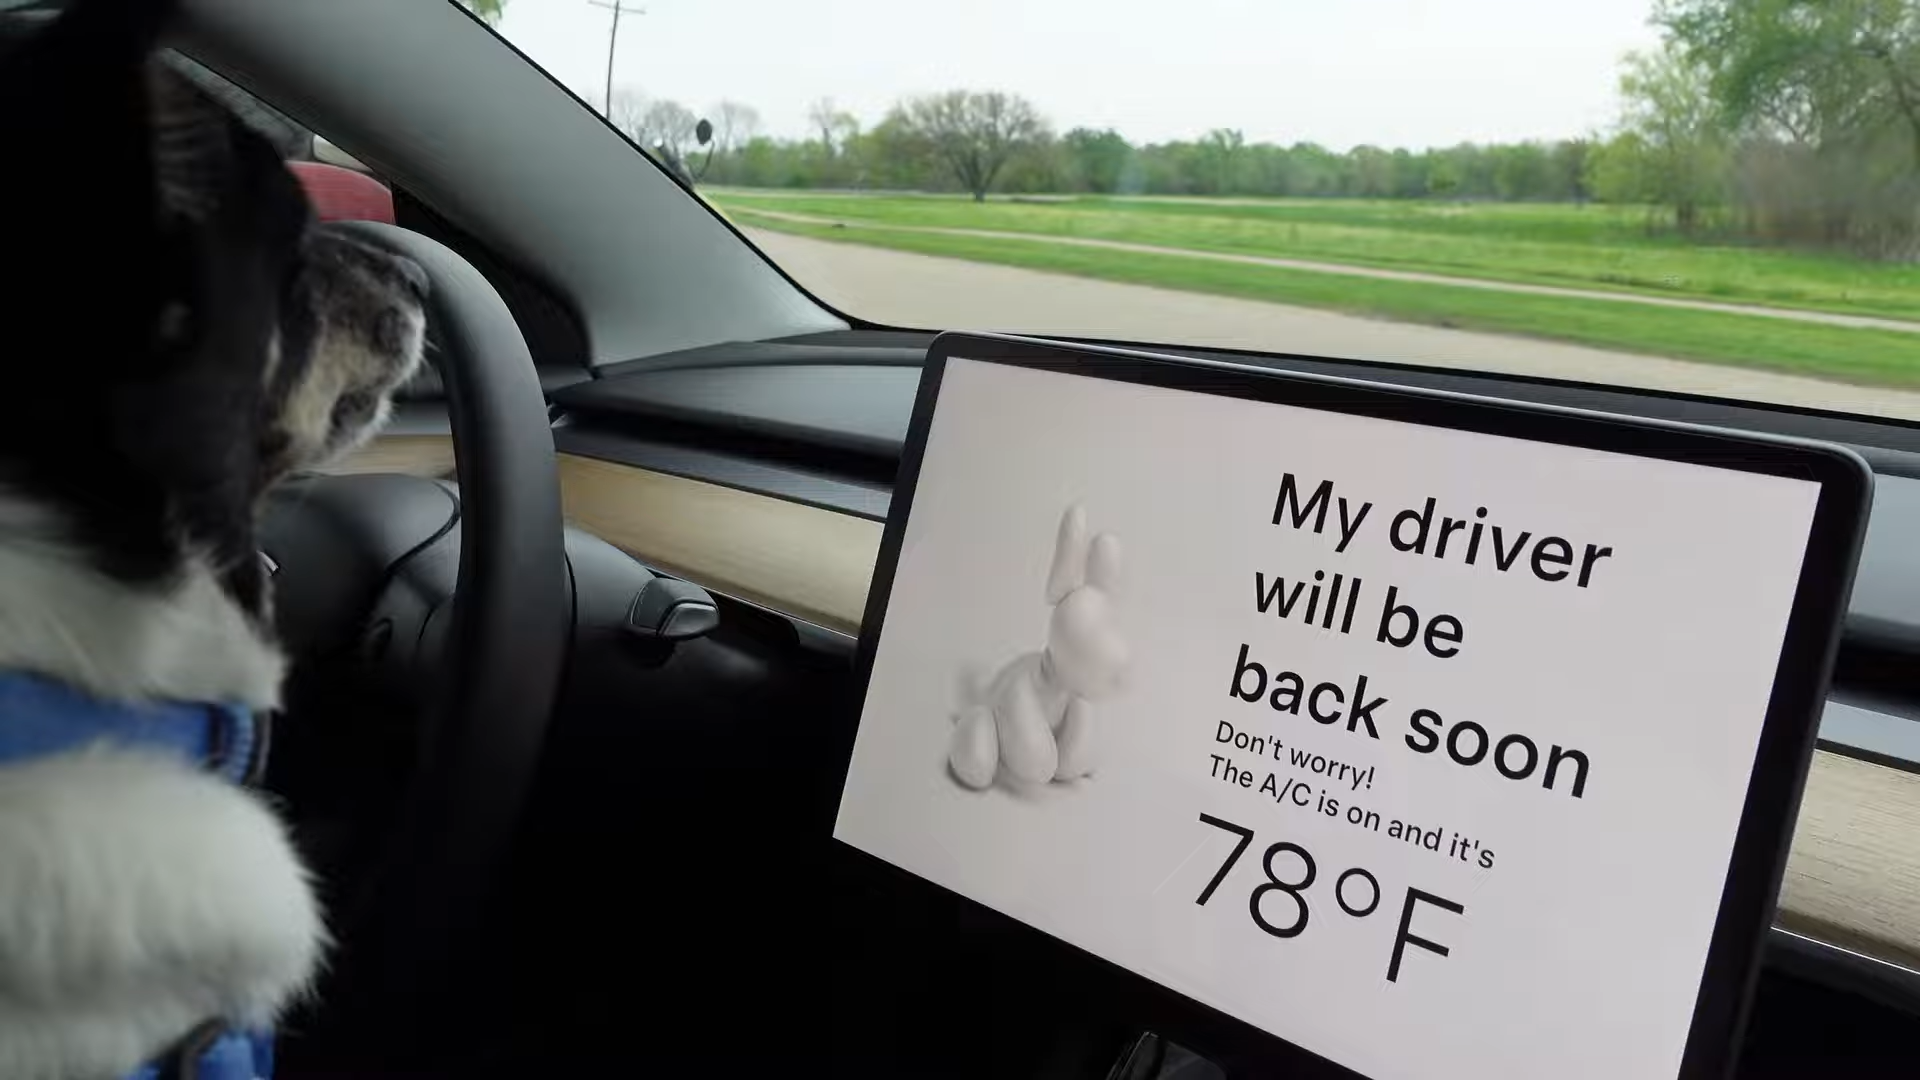 My driver
will be
back soon
Don't worry!
The A/C is on and it's
78°F